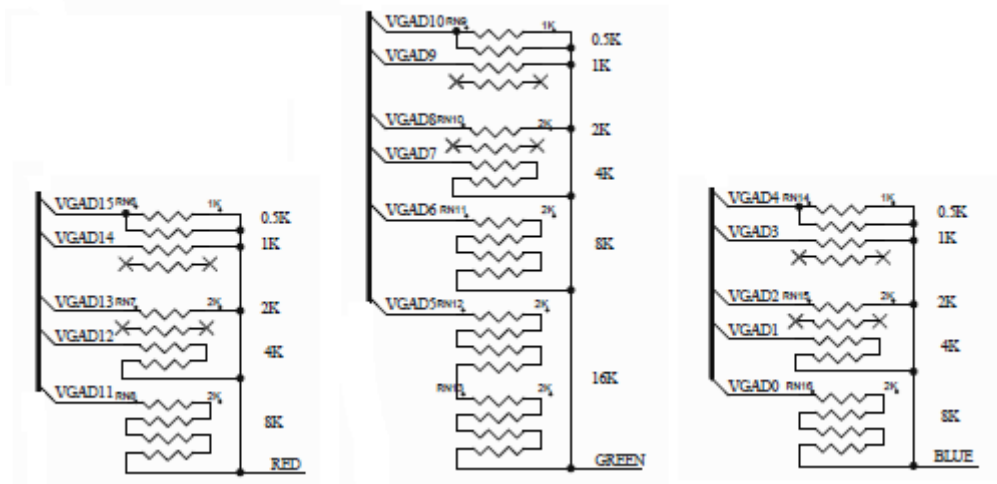 VGAD15 RN6 1K
0.5K
VGAD14
1K
VGAD13 RN7 2K
2K
VGAD12
4K
VGAD11 RN8 2K
8K
RED
VGAD10 RN9 1K
0.5K
VGAD9
1K
VGAD8 RN10 2K
2K
VGAD7
4K
VGAD6 RN11 2K
8K
VGAD5 RN12 2K
16K
RN13 2K
GREEN
VGAD4 RN14 1K
0.5K
VGAD3
1K
VGAD2 RN15 2K
2K
VGAD1
4K
VGAD0 RN16 2K
8K
BLUE